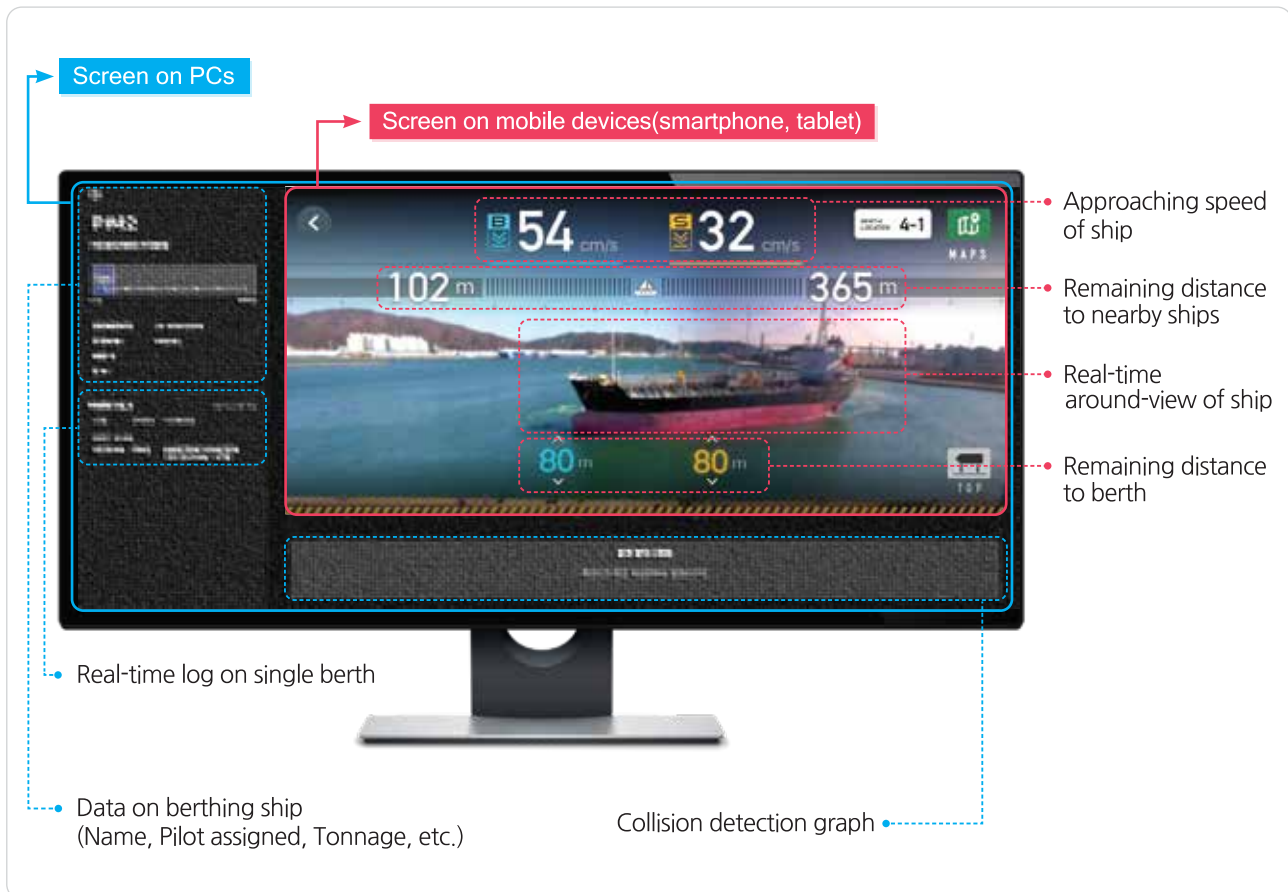 Screen on PCs
Screen on mobile devices(smartphone, tablet)
B 54 cm/s
S 32 cm/s
LOCATION 4-1
MAPS
102 m
365 m
80 m
80 m
TOP
Approaching speed
of ship
Remaining distance
to nearby ships
Real-time
around-view of ship
Remaining distance
to berth
Real-time log on single berth
Data on berthing ship
(Name, Pilot assigned, Tonnage, etc.)
Collision detection graph